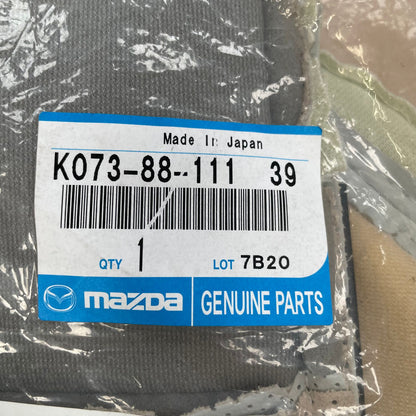 Made In Japan
K073-88-111 39
QTY 1 LOT 7B20
mazda GENUINE PARTS